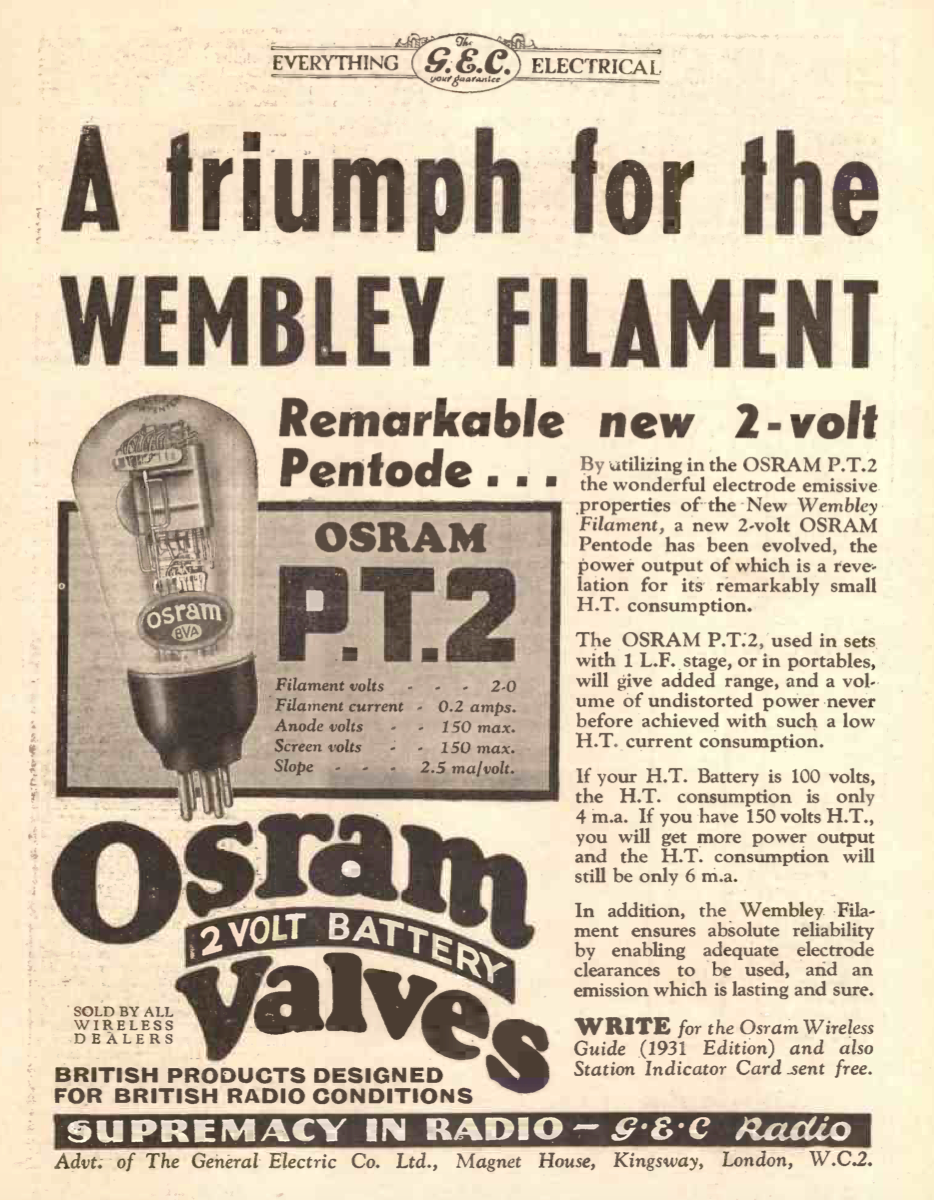 EVERYTHING The G.E.C. your guarantee ELECTRICAL
A triumph for the
WEMBLEY FILAMENT
Remarkable new 2-volt
Pentode...
OSRAM
P.T.2
Filament volts - - - 2·0
Filament current - 0.2 amps.
Anode volts - - 150 max.
Screen volts - - 150 max.
Slope - - - 2.5 ma/volt.
osram
BVA
By utilizing in the OSRAM P.T.2
the wonderful electrode emissive
properties of the New Wembley
Filament, a new 2-volt OSRAM
Pentode has been evolved, the
power output of which is a reve-
lation for its remarkably small
H.T. consumption.
The OSRAM P.T.2, used in sets
with 1 L.F. stage, or in portables,
will give added range, and a vol-
ume of undistorted power never
before achieved with such a low
H.T. current consumption.
If your H.T. Battery is 100 volts,
the H.T. consumption is only
4 m.a. If you have 150 volts H.T.,
you will get more power output
and the H.T. consumption will
still be only 6 m.a.
In addition, the Wembley Fila-
ment ensures absolute reliability
by enabling adequate electrode
clearances to be used, and an
emission which is lasting and sure.
WRITE for the Osram Wireless
Guide (1931 Edition) and also
Station Indicator Card sent free.
Osram
2 VOLT BATTERY
Valves
SOLD BY ALL
WIRELESS
DEALERS
BRITISH PRODUCTS DESIGNED
FOR BRITISH RADIO CONDITIONS
SUPREMACY IN RADIO — G·E·C Radio
Advt. of The General Electric Co. Ltd., Magnet House, Kingsway, London, W.C.2.